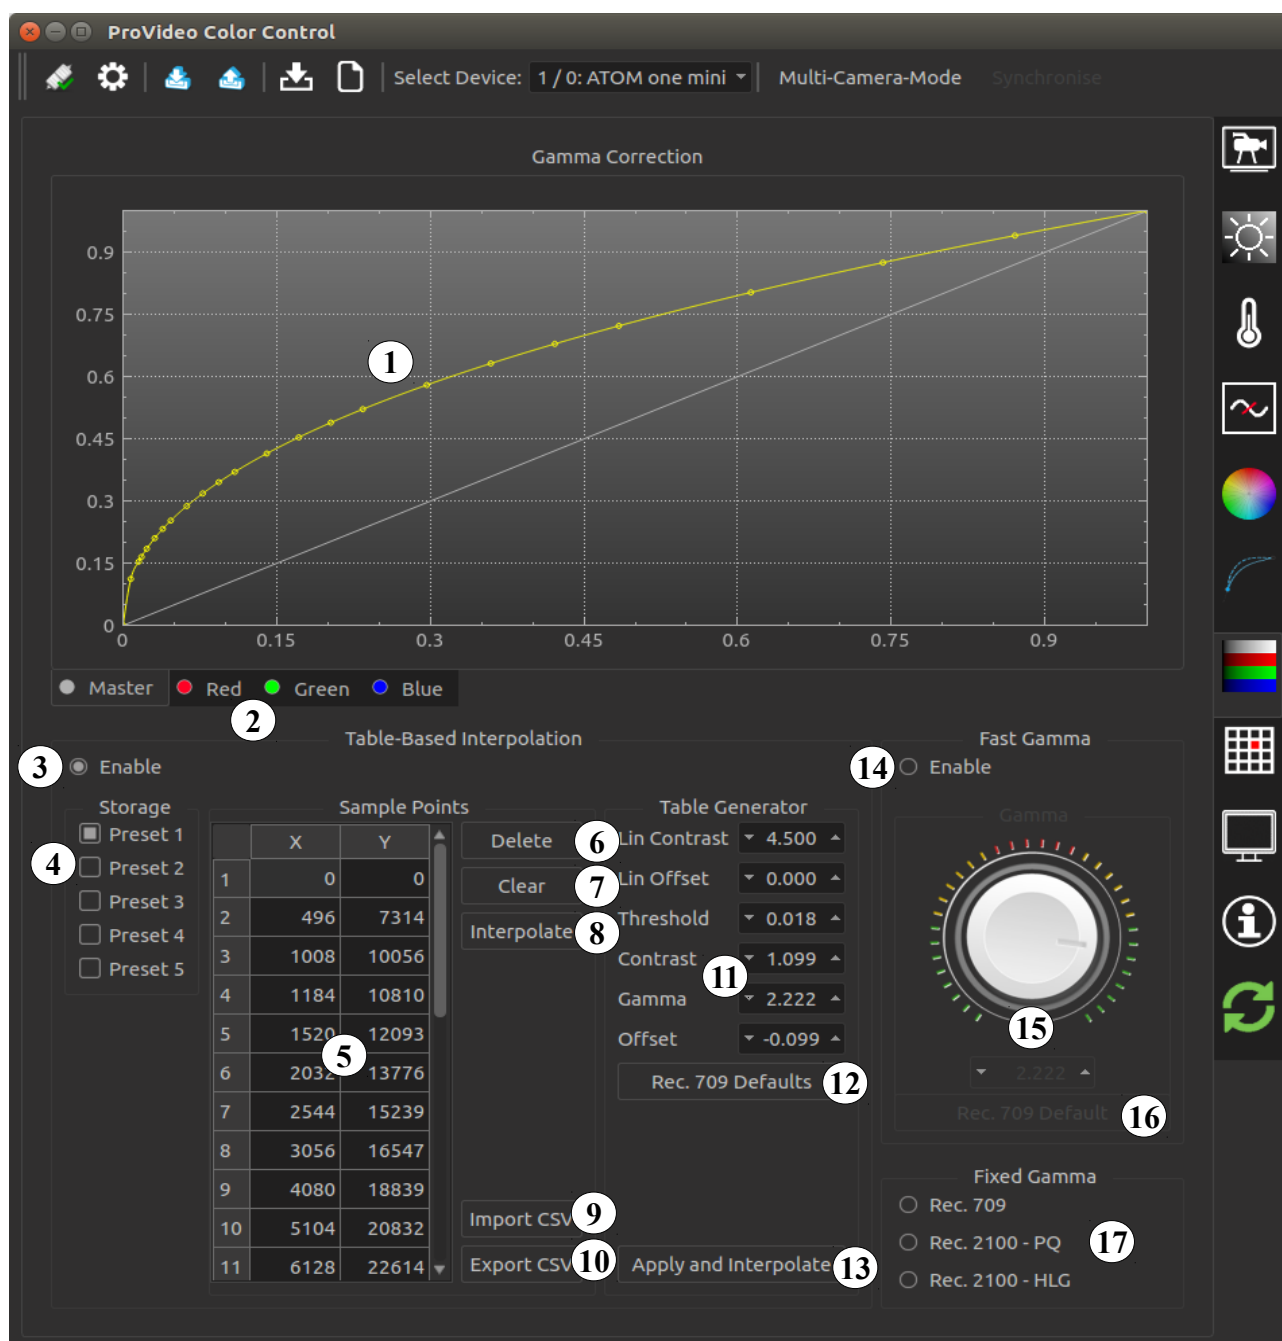 ProVideo Color Control
Select Device: 1 / 0: ATOM one mini Multi-Camera-Mode Synchronise
Gamma Correction
0.9
0.75
0.6
0.45
0.3
0.15
0
0 0.15 0.3 0.45 0.6 0.75 0.9
1
Master Red Green Blue
2
Table-Based Interpolation
3 Enable
Storage
Preset 1
4 Preset 2
Preset 3
Preset 4
Preset 5
Sample Points
X Y
1 0 0
2 496 7314
3 1008 10056
4 1184 10810
5 1520 12093
6 2032 13776
7 2544 15239
8 3056 16547
9 4080 18839
10 5104 20832
11 6128 22614
5
Delete 6
Clear 7
Interpolate 8
Import CSV 9
Export CSV 10
Table Generator
Lin Contrast 4.500
Lin Offset 0.000
Threshold 0.018
Contrast 1.099
11
Gamma 2.222
Offset -0.099
Rec. 709 Defaults 12
Apply and Interpolate 13
Fast Gamma
14 Enable
Gamma
15
2.222
Rec. 709 Default 16
Fixed Gamma
Rec. 709
Rec. 2100 - PQ 17
Rec. 2100 - HLG